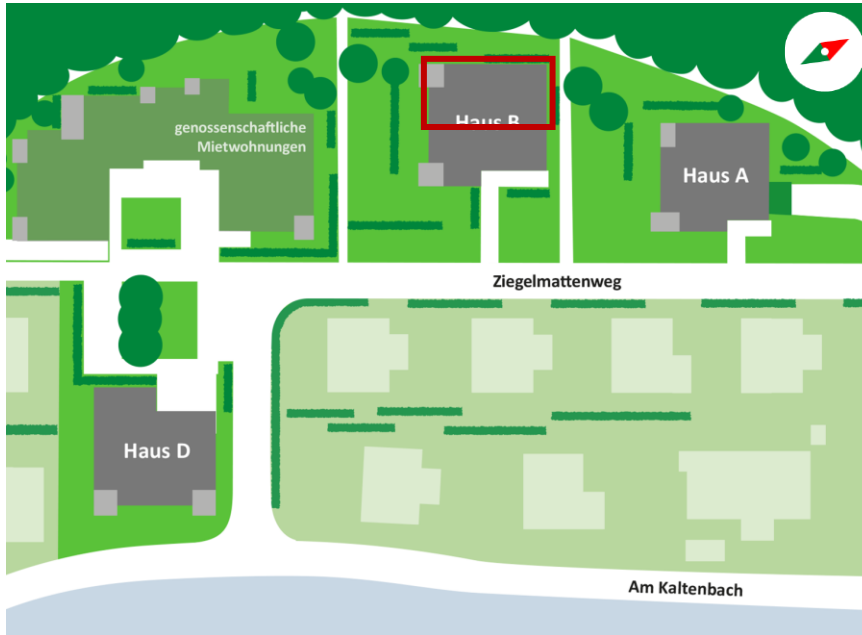 genossenschaftliche
Mietwohnungen
Haus B
Haus A
Ziegelmattenweg
Haus D
Am Kaltenbach